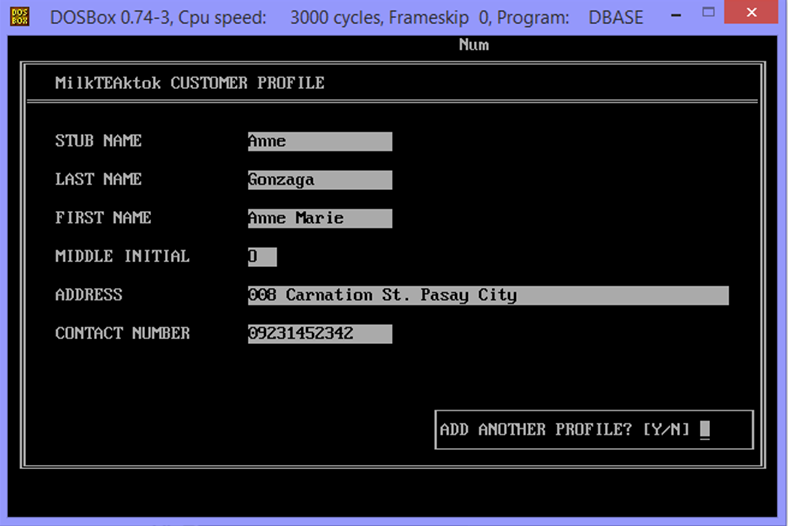 DOS
BOX
DOSBox 0.74-3, Cpu speed: 3000 cycles, Frameskip 0, Program: DBASE
Num
MilkTEAktok CUSTOMER PROFILE
STUB NAME Anne
LAST NAME Gonzaga
FIRST NAME Anne Marie
MIDDLE INITIAL O
ADDRESS 008 Carnation St. Pasay City
CONTACT NUMBER 09231452342
ADD ANOTHER PROFILE? [Y/N]